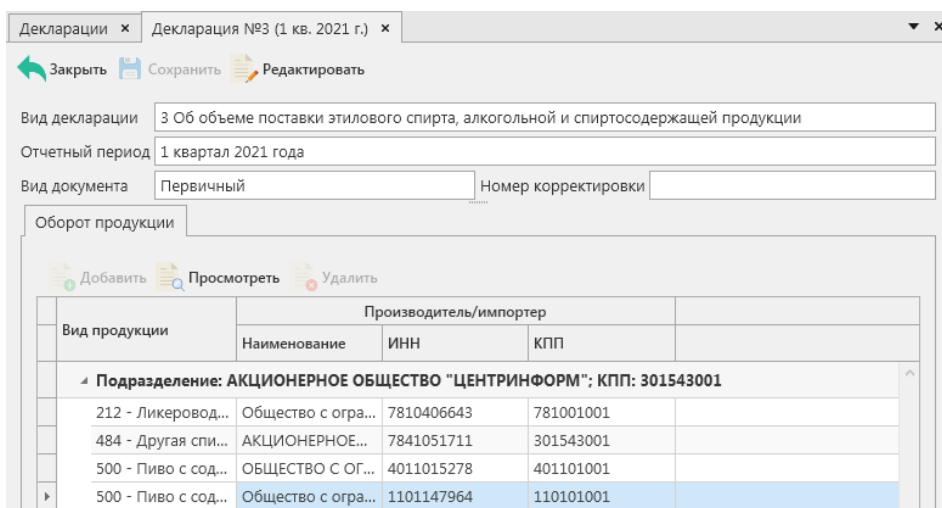 Декларации × Декларация №3 (1 кв. 2021 г.) ×
Закрыть Сохранить Редактировать
Вид декларации 3 Об объеме поставки этилового спирта, алкогольной и спиртосодержащей продукции
Отчетный период 1 квартал 2021 года
Вид документа Первичный Номер корректировки
Оборот продукции
Добавить Просмотреть Удалить
Производитель/импортер
Вид продукции
Наименование ИНН КПП
Подразделение: АКЦИОНЕРНОЕ ОБЩЕСТВО "ЦЕНТРИНФОРМ"; КПП: 301543001
212 - Ликеровод... Общество с огра... 7810406643 781001001
484 - Другая спи... АКЦИОНЕРНОЕ... 7841051711 301543001
500 - Пиво с сод... ОБЩЕСТВО С ОГ... 4011015278 401101001
500 - Пиво с сод... Общество с огра... 1101147964 110101001